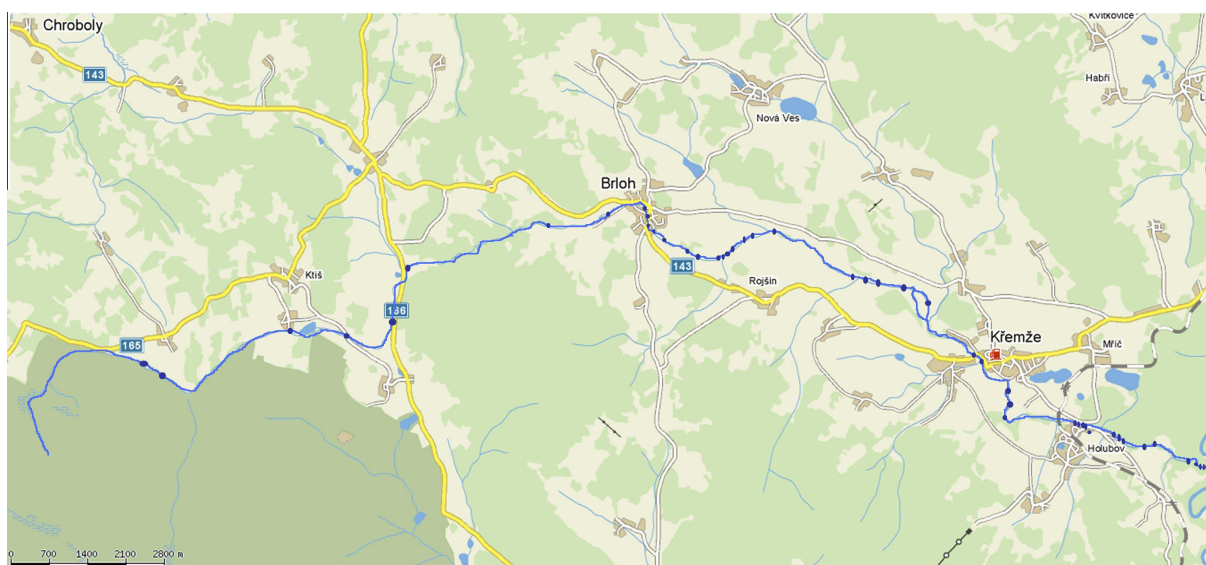 Chroboly
Kvítkovice
143
Habří
L
Nová Ves
Brloh
Ktiš
143
Rojšín
166
165
Křemže
Mříč
Holubov
0 700 1400 2100 2800 m